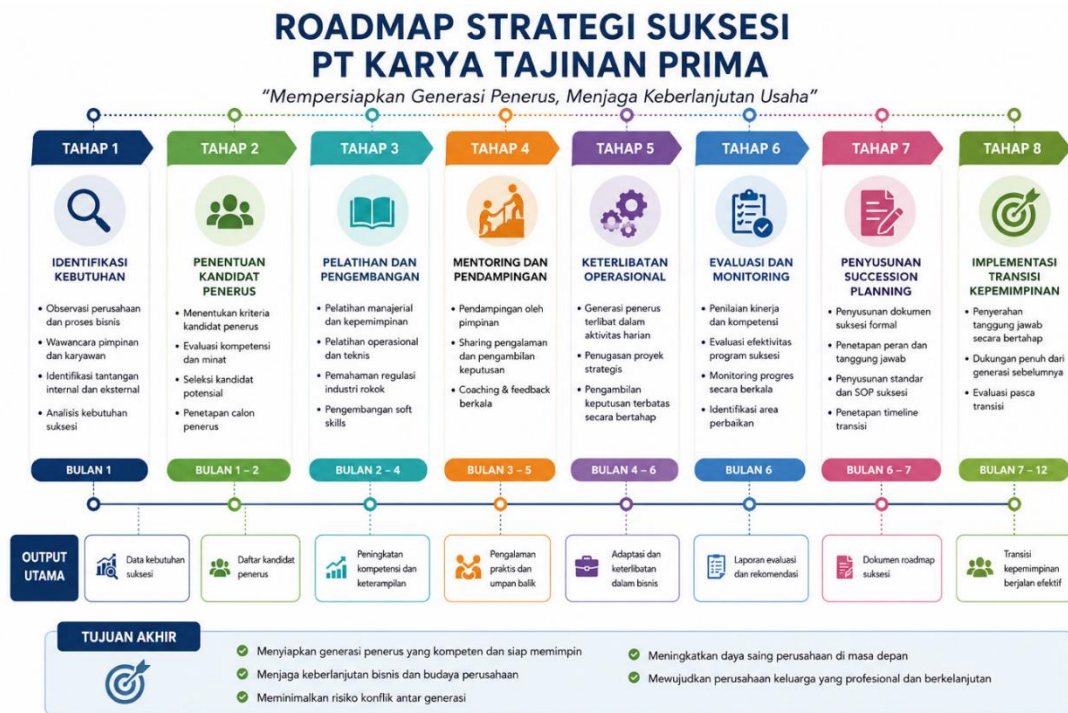 ROADMAP STRATEGI SUKSESI
PT KARYA TAJINAN PRIMA
“Mempersiapkan Generasi Penerus, Menjaga Keberlanjutan Usaha”
TAHAP 1
IDENTIFIKASI
KEBUTUHAN
• Observasi perusahaan
dan proses bisnis
• Wawancara pimpinan
dan karyawan
• Identifikasi tantangan
internal dan eksternal
• Analisis kebutuhan
suksesi
BULAN 1
TAHAP 2
PENENTUAN
KANDIDAT
PENERUS
• Menentukan kriteria
kandidat penerus
• Evaluasi kompetensi
dan minat
• Seleksi kandidat
potensial
• Penetapan calon
penerus
BULAN 1 – 2
TAHAP 3
PELATIHAN DAN
PENGEMBANGAN
• Pelatihan manajerial
dan kepemimpinan
• Pelatihan operasional
dan teknis
• Pemahaman regulasi
industri rokok
• Pengembangan soft
skills
BULAN 2 – 4
TAHAP 4
MENTORING DAN
PENDAMPINGAN
• Pendampingan oleh
pimpinan
• Sharing pengalaman
dan pengambilan
keputusan
• Coaching & feedback
berkala
BULAN 3 – 5
TAHAP 5
KETERLIBATAN
OPERASIONAL
• Generasi penerus
terlibat dalam
aktivitas harian
• Penugasan proyek
strategis
• Pengambilan
keputusan terbatas
secara bertahap
BULAN 4 – 6
TAHAP 6
EVALUASI DAN
MONITORING
• Penilaian kinerja
dan kompetensi
• Evaluasi efektivitas
program suksesi
• Monitoring progres
secara berkala
• Identifikasi area
perbaikan
BULAN 6
TAHAP 7
PENYUSUNAN
SUCCESSION
PLANNING
• Penyusunan dokumen
suksesi formal
• Penetapan peran dan
tanggung jawab
• Penyusunan standar
dan SOP suksesi
• Penetapan timeline
transisi
BULAN 6 – 7
TAHAP 8
IMPLEMENTASI
TRANSISI
KEPEMIMPINAN
• Penyerahan
tanggung jawab
secara bertahap
• Dukungan penuh dari
generasi sebelumnya
• Evaluasi pasca
transisi
BULAN 7 – 12
OUTPUT
UTAMA
Data kebutuhan
suksesi
Daftar kandidat
penerus
Peningkatan
kompetensi dan
keterampilan
Pengalaman
praktis dan
umpan balik
Adaptasi dan
keterlibatan
dalam bisnis
Laporan evaluasi
dan rekomendasi
Dokumen roadmap
suksesi
Transisi
kepemimpinan
berjalan efektif
TUJUAN AKHIR
Menyiapkan generasi penerus yang kompeten dan siap memimpin
Menjaga keberlanjutan bisnis dan budaya perusahaan
Meminimalkan risiko konflik antar generasi
Meningkatkan daya saing perusahaan di masa depan
Mewujudkan perusahaan keluarga yang profesional dan berkelanjutan